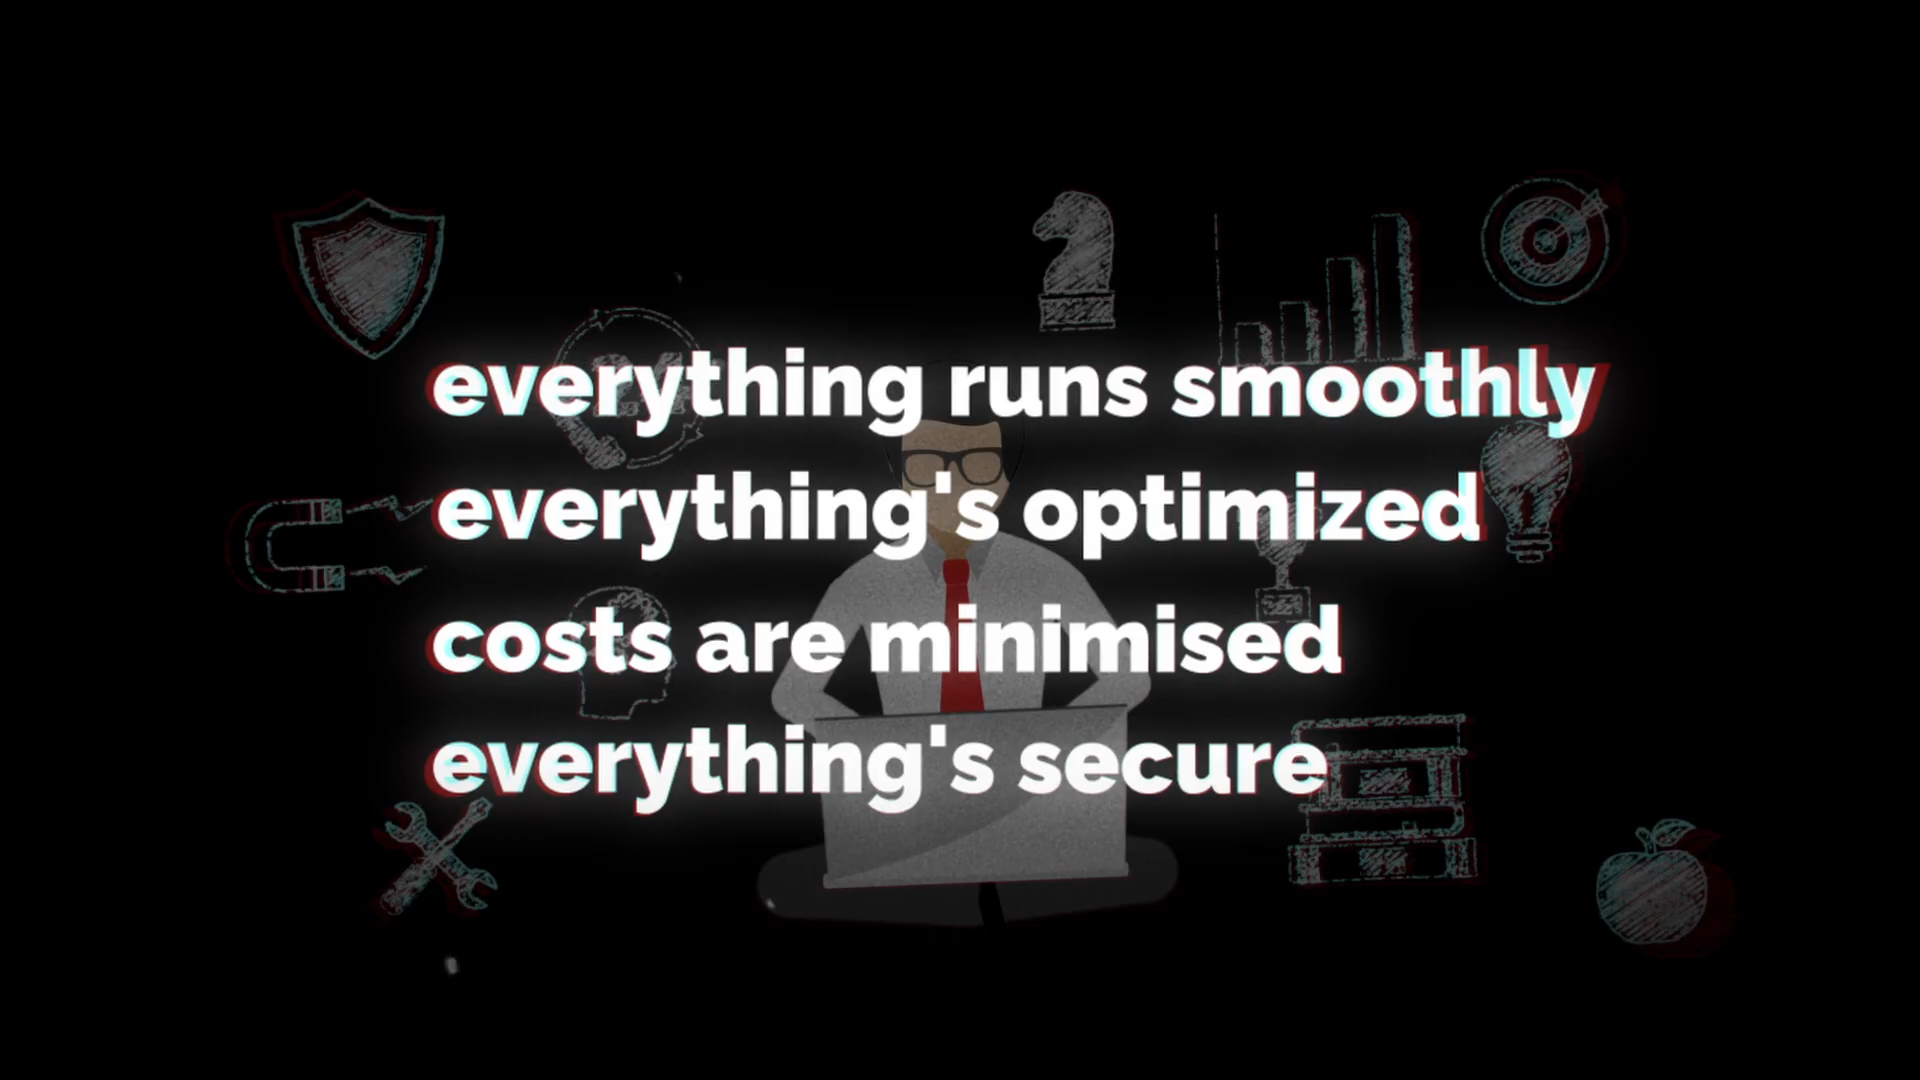 everything runs smoothly
everything's optimized
costs are minimised
everything's secure